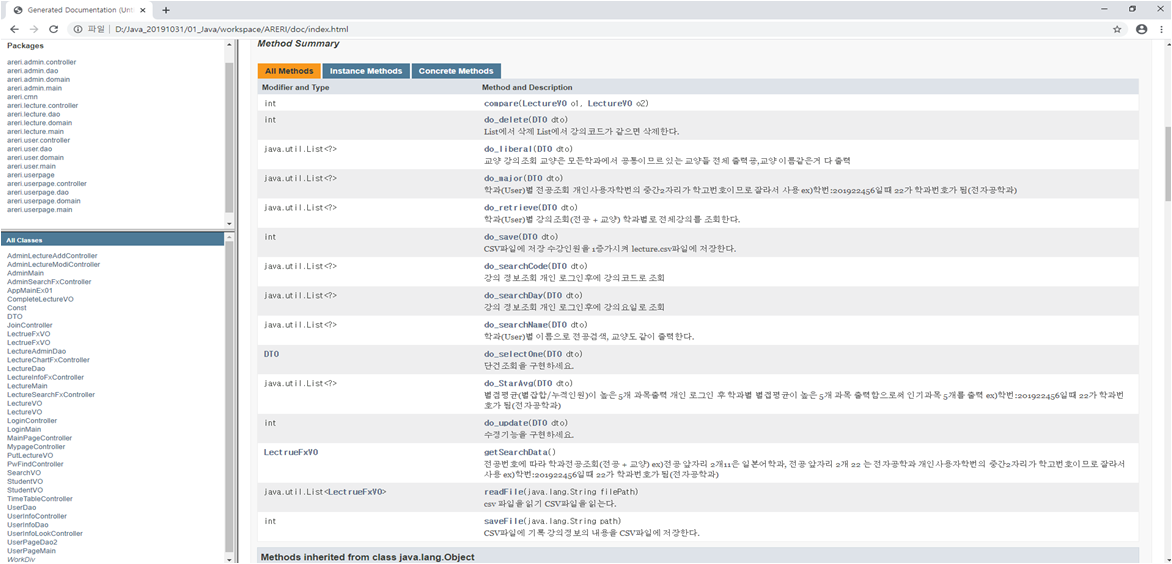 Generated Documentation (Unt
파일
D:/Java_20191031/01_Java/workspace/ARERI/doc/index.html
Packages
areri.admin.controller
areri.admin.dao
areri.admin.domain
areri.admin.main
areri.cmn
areri.lecture.controller
areri.lecture.dao
areri.lecture.domain
areri.lecture.main
areri.user.controller
areri.user.dao
areri.user.domain
areri.user.main
areri.userpage
areri.userpage.controller
areri.userpage.dao
areri.userpage.domain
areri.userpage.main
All Classes
AdminLectureAddController
AdminLectureModiController
AdminMain
AdminSearchFxController
AppMainEx01
CompleteLectureVO
Const
DTO
JoinController
LectrueFxVO
LectrueFxVO
LectureAdminDao
LectureChartFxController
LectureDao
LectureInfoFxController
LectureMain
LectureSearchFxController
LectureVO
LectureVO
LoginController
LoginMain
MainPageController
MypageController
PutLectureVO
PwFindController
SearchVO
StudentVO
StudentVO
TimeTableController
UserDao
UserInfoController
UserInfoDao
UserInfoLookController
UserPageDao2
UserPageMain
WorkDiv
Method Summary
All Methods Instance Methods Concrete Methods
Modifier and Type Method and Description
int compare(LectureVO o1, LectureVO o2)
int do_delete(DTO dto)
List에서 삭제 List에서 강의코드가 같으면 삭제한다.
java.util.List<?> do_liberal(DTO dto)
교양 강의조회 교양은 모든학과에서 공통이므르 있는 교양들 전체 출력공,교양 이름같은거 다 출력
java.util.List<?> do_major(DTO dto)
학과(User)별 전공조회 개인사용자학번의 중간2자리가 학고번호이므로 잘라서 사용 ex)학번:201922456일때 22가 학과번호가 됨(전자공학과)
java.util.List<?> do_retrieve(DTO dto)
학과(User)별 강의조회(전공 + 교양) 학과별로 전체강의를 조회한다.
int do_save(DTO dto)
CSV파일에 저장 수강인원을 1증가시켜 lecture.csv파일에 저장한다.
java.util.List<?> do_searchCode(DTO dto)
강의 정보조회 개인 로그인후에 강의코드로 조회
java.util.List<?> do_searchDay(DTO dto)
강의 정보조회 개인 로그인후에 강의요일로 조회
java.util.List<?> do_searchName(DTO dto)
학과(User)별 이름으로 전공검색, 교양도 같이 출력한다.
DTO do_selectOne(DTO dto)
단건조회을 구현하세요.
java.util.List<?> do_StarAvg(DTO dto)
별점평균(별잡합/누격인원)이 높은 5개 과목출력 개인 로그인 후 학과별 별점평균이 높은 5개 과목 출력함으로써 인기과목 5개를 출력 ex)학번:201922456일때 22가 학과번
호가 됨(전자공학과)
int do_update(DTO dto)
수정기능을 구현하세요.
LectrueFxVO getSearchData()
전공번호에 따라 학과전공조회(전공 + 교양) ex)전공 앞자리 2개11은 일본어학과, 전공 앞자리 2개 22 는 전자공학과 개인사용자학번의 중간2자리가 학고번호이므로 잘라서
사용 ex)학번:201922456일때 22가 학과번호가 됨(전자공학과)
java.util.List<LectrueFxVO> readFile(java.lang.String filePath)
csv 파일을 읽기 CSV파일을 읽는다.
int saveFile(java.lang.String path)
CSV파일에 기록 강의정보의 내용을 CSV파일에 저장한다.
Methods inherited from class java.lang.Object